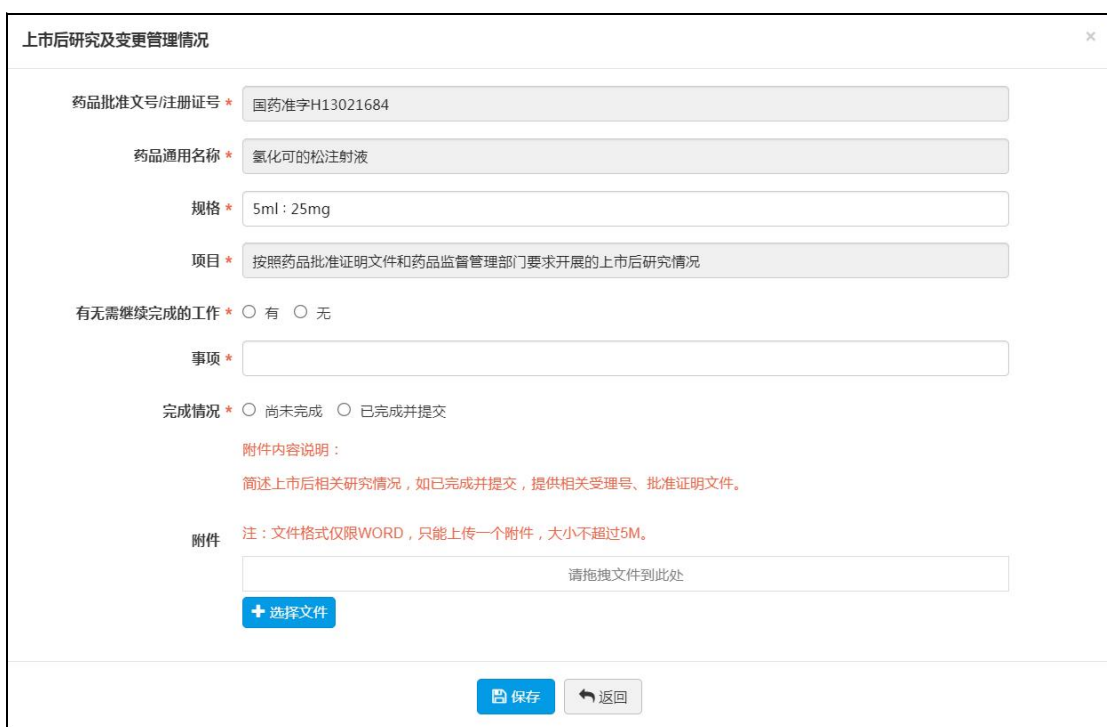 上市后研究及变更管理情况
×
药品批准文号/注册证号 * 国药准字H13021684
药品通用名称 * 氢化可的松注射液
规格 * 5ml：25mg
项目 * 按照药品批准证明文件和药品监督管理部门要求开展的上市后研究情况
有无需继续完成的工作 * 有 无
事项 *
完成情况 * 尚未完成 已完成并提交
附件内容说明：
简述上市后相关研究情况，如已完成并提交，提供相关受理号、批准证明文件。
附件 注：文件格式仅限WORD，只能上传一个附件，大小不超过5M。
请拖拽文件到此处
+ 选择文件
保存 返回